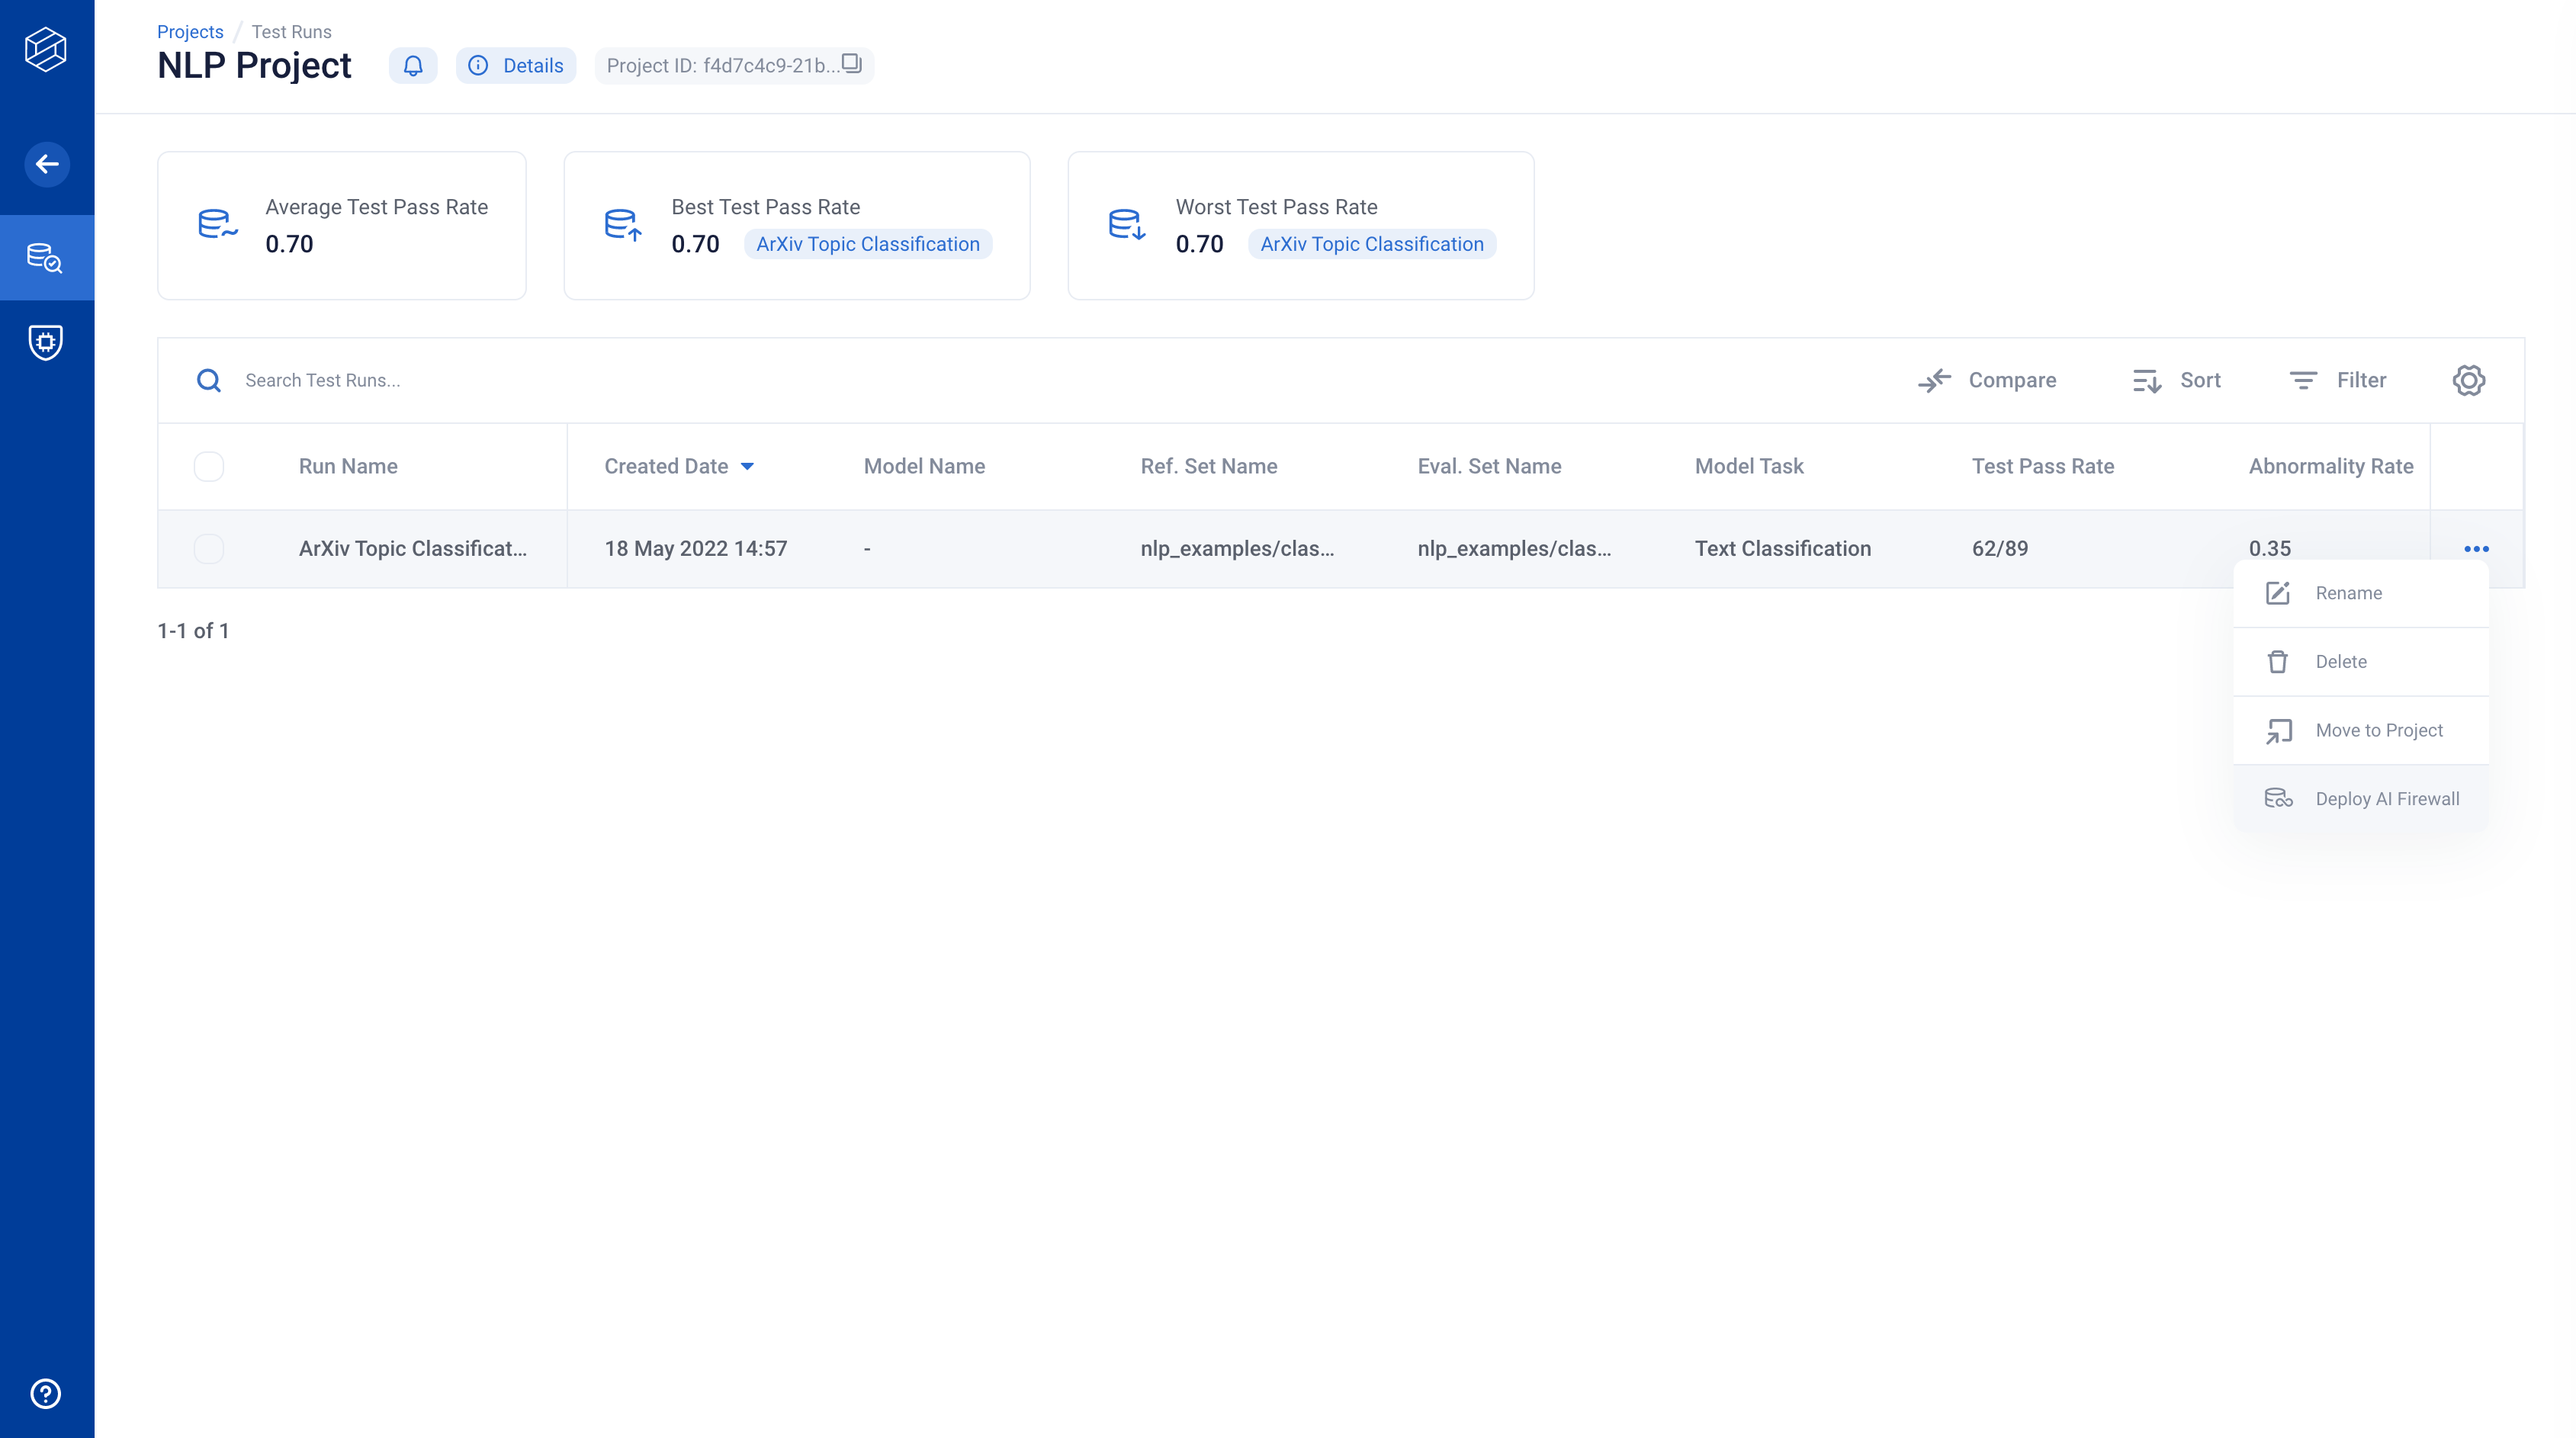 Projects / Test Runs
NLP Project
Details
Project ID: f4d7c4c9-21b...
Average Test Pass Rate
0.70
Best Test Pass Rate
0.70 ArXiv Topic Classification
Worst Test Pass Rate
0.70 ArXiv Topic Classification
Search Test Runs...
Compare
Sort
Filter
Run Name Created Date Model Name Ref. Set Name Eval. Set Name Model Task Test Pass Rate Abnormality Rate
ArXiv Topic Classificat... 18 May 2022 14:57 - nlp_examples/clas... nlp_examples/clas... Text Classification 62/89 0.35
Rename
Delete
Move to Project
Deploy AI Firewall
1-1 of 1